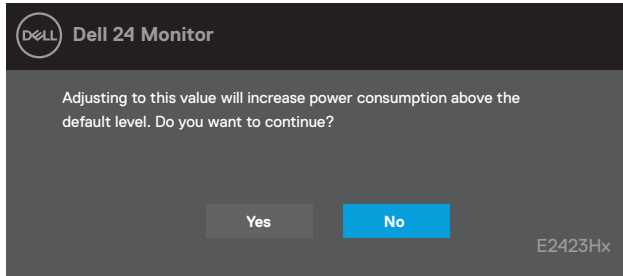 DELL
Dell 24 Monitor
Adjusting to this value will increase power consumption above the
default level. Do you want to continue?
Yes
No
E2423Hx